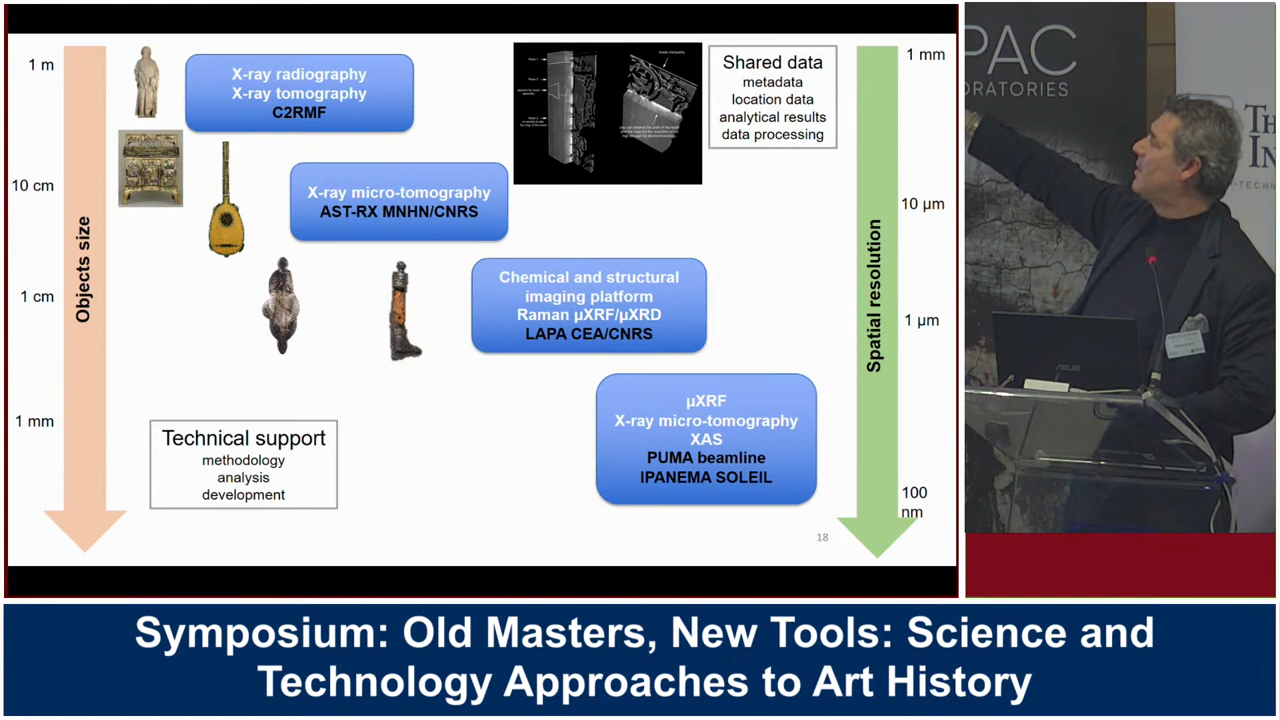 1 m
10 cm
1 cm
1 mm
Objects size
X-ray radiography
X-ray tomography
C2RMF
X-ray micro-tomography
AST-RX MNHN/CNRS
Chemical and structural
imaging platform
Raman µXRF/µXRD
LAPA CEA/CNRS
µXRF
X-ray micro-tomography
XAS
PUMA beamline
IPANEMA SOLEIL
Technical support
methodology
analysis
development
Shared data
metadata
location data
analytical results
data processing
1 mm
10 µm
1 µm
100
nm
Spatial resolution
18
PAC
ORATORIES
TH
IN
ASUS
Symposium: Old Masters, New Tools: Science and
Technology Approaches to Art History